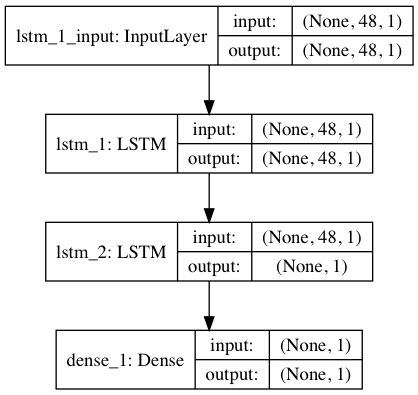 lstm_1_input: InputLayer
input: (None, 48, 1)
output: (None, 48, 1)
lstm_1: LSTM
input: (None, 48, 1)
output: (None, 48, 1)
lstm_2: LSTM
input: (None, 48, 1)
output: (None, 1)
dense_1: Dense
input: (None, 1)
output: (None, 1)